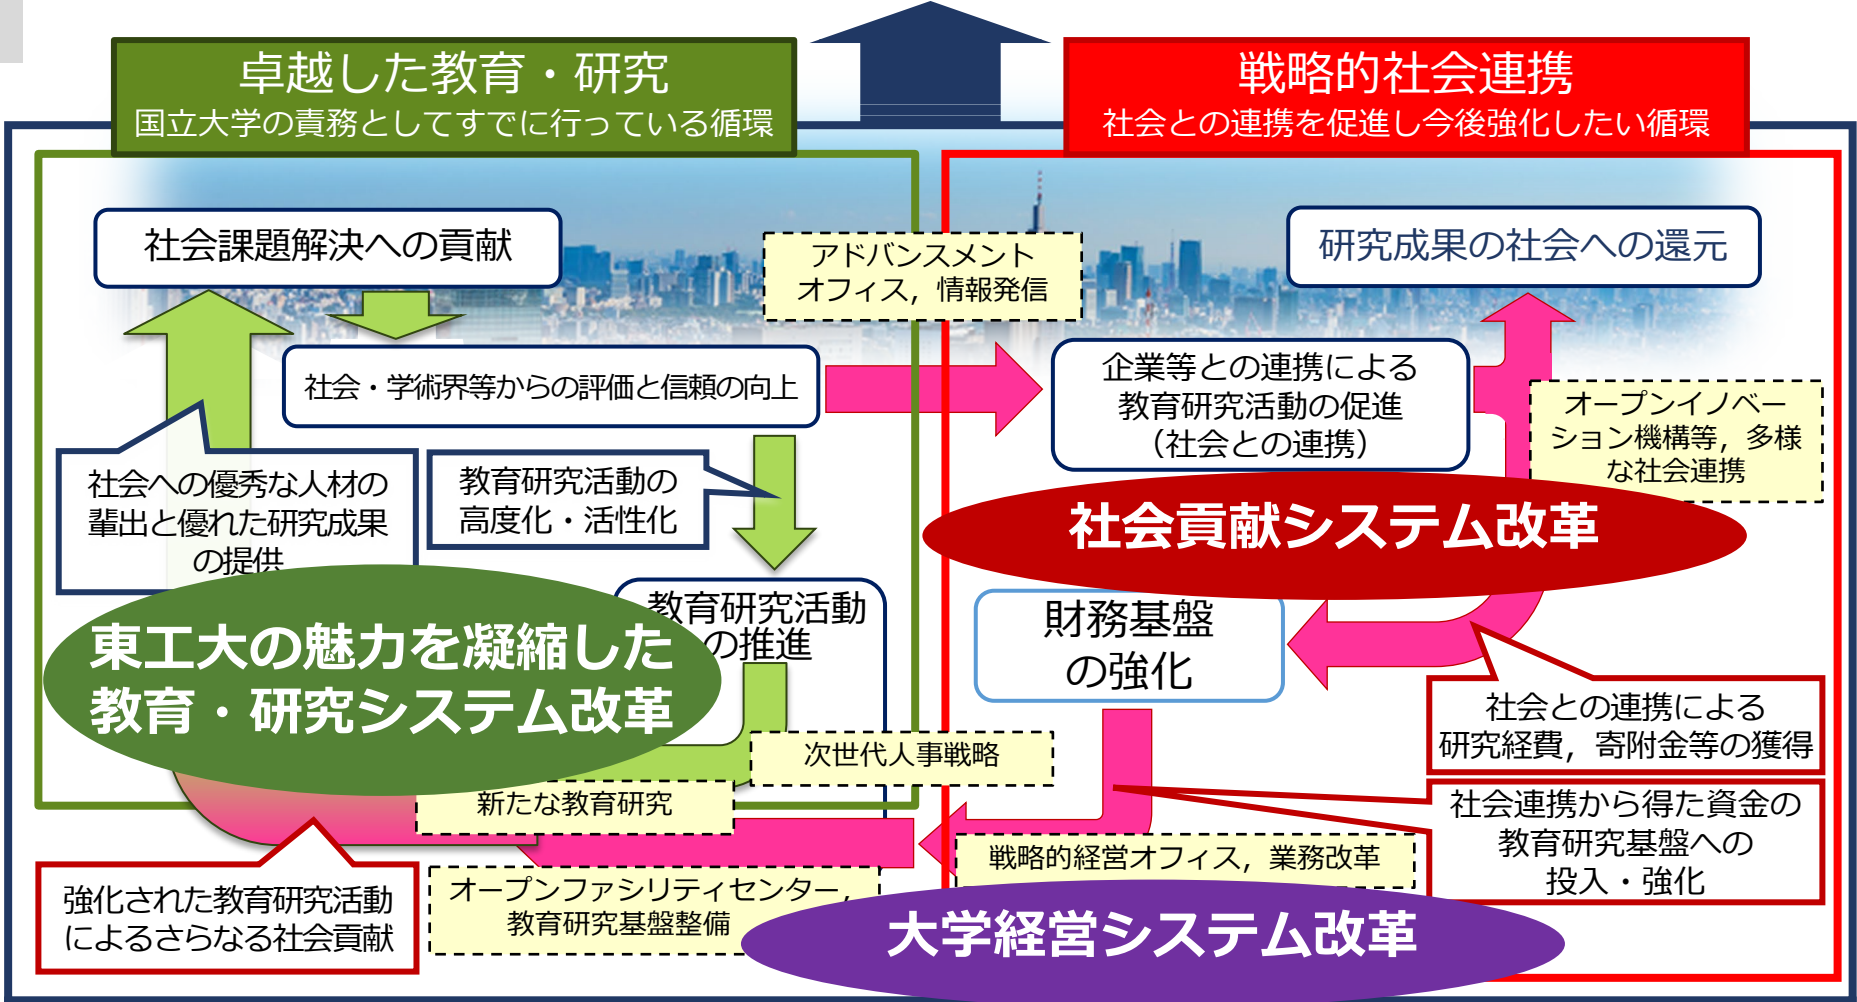 卓越した教育・研究
国立大学の責務としてすでに行っている循環
戦略的社会連携
社会との連携を促進し今後強化したい循環
社会課題解決への貢献
アドバンスメント
オフィス，情報発信
研究成果の社会への還元
社会・学術界等からの評価と信頼の向上
企業等との連携による
教育研究活動の促進
（社会との連携）
オープンイノベー
ション機構等，多様
な社会連携
社会への優秀な人材の
輩出と優れた研究成果
の提供
教育研究活動の
高度化・活性化
社会貢献システム改革
教育研究活動
の推進
財務基盤
の強化
東工大の魅力を凝縮した
教育・研究システム改革
社会との連携による
研究経費，寄附金等の獲得
次世代人事戦略
新たな教育研究
社会連携から得た資金の
教育研究基盤への
投入・強化
戦略的経営オフィス，業務改革
強化された教育研究活動
によるさらなる社会貢献
オープンファシリティセンター，
教育研究基盤整備
大学経営システム改革